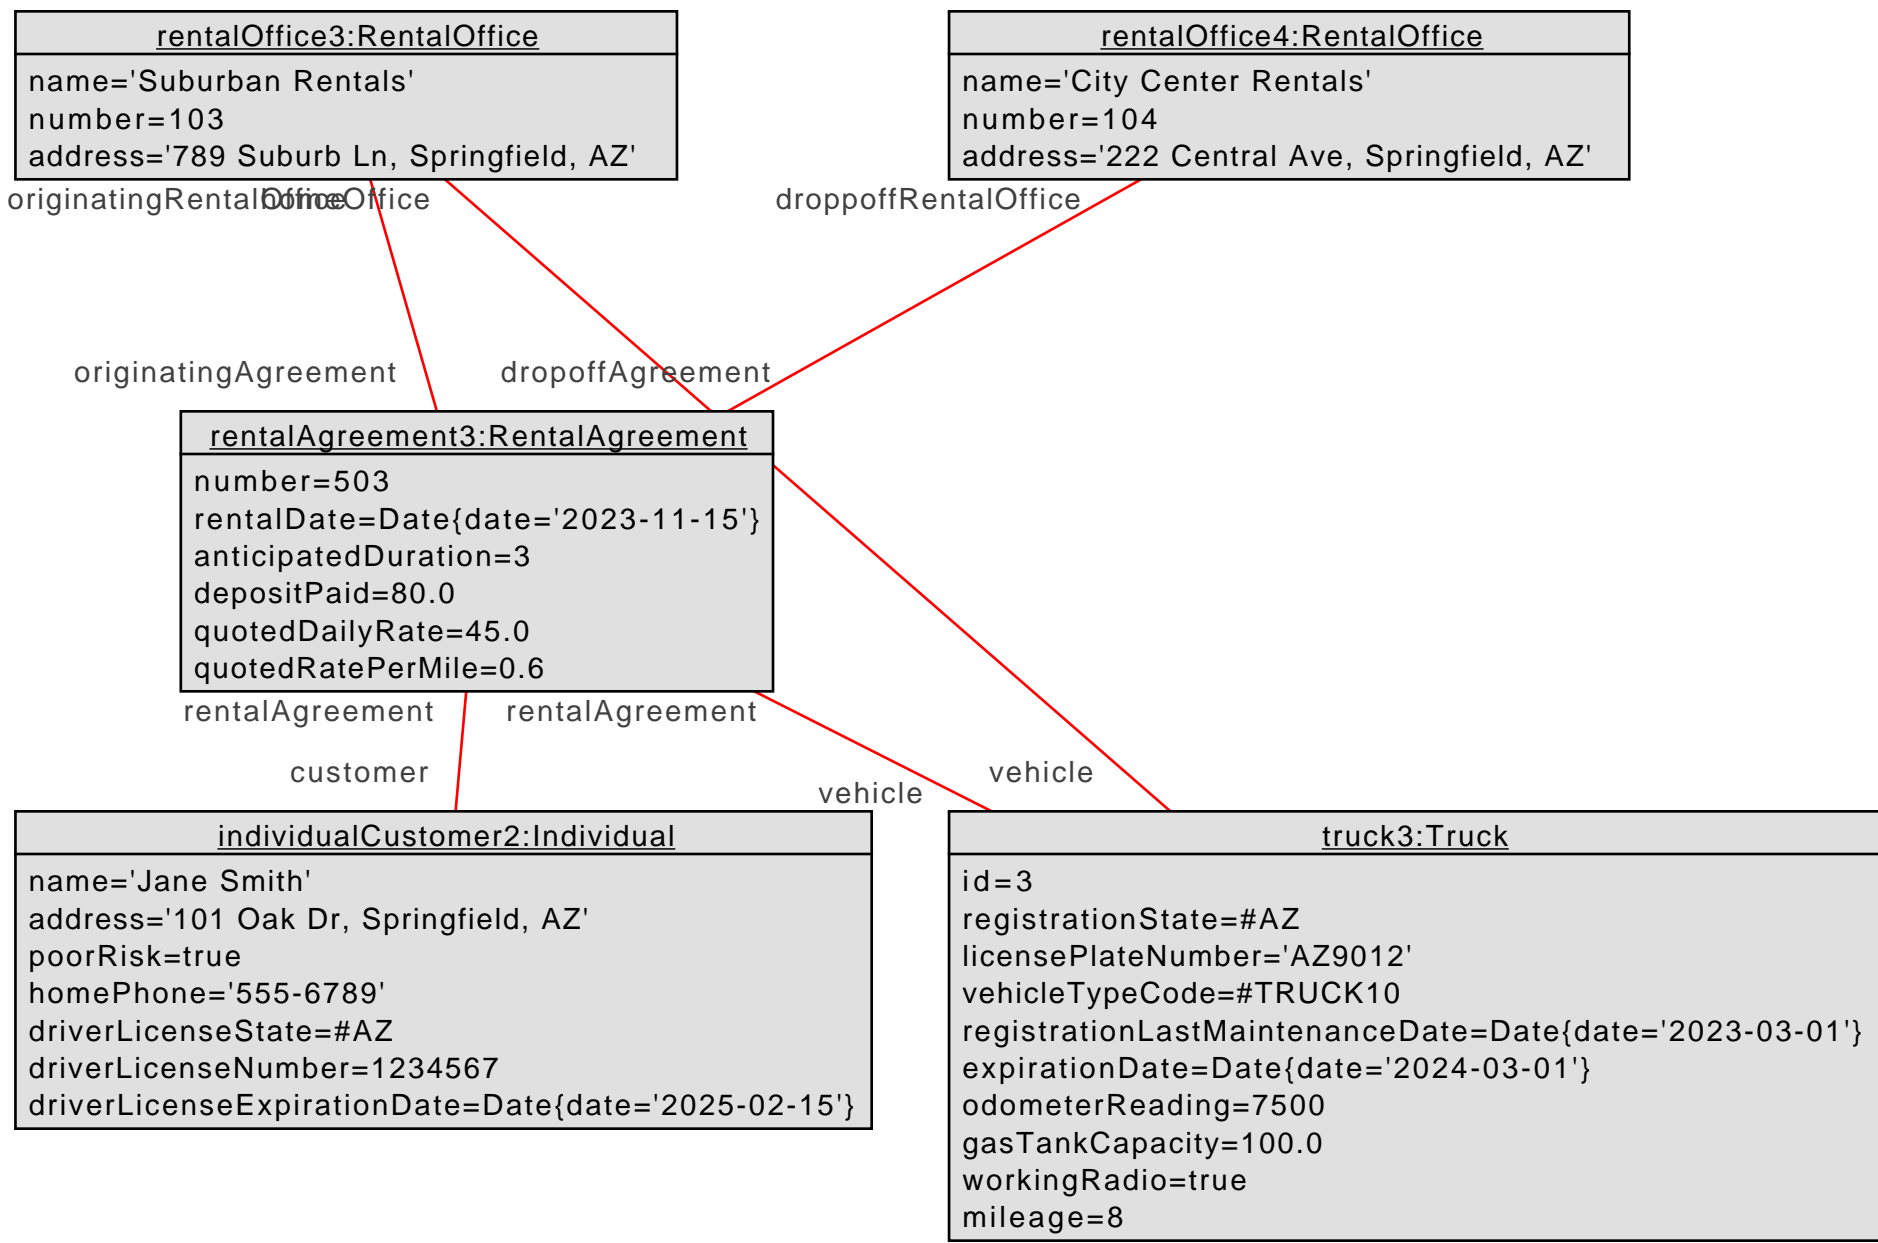 rentalOffice3:RentalOffice
name='Suburban Rentals'
number=103
address='789 Suburb Ln, Springfield, AZ'
rentalOffice4:RentalOffice
name='City Center Rentals'
number=104
address='222 Central Ave, Springfield, AZ'
originatingRentalOffice
homeOffice
droppoffRentalOffice
originatingAgreement
dropoffAgreement
rentalAgreement3:RentalAgreement
number=503
rentalDate=Date{date='2023-11-15'}
anticipatedDuration=3
depositPaid=80.0
quotedDailyRate=45.0
quotedRatePerMile=0.6
rentalAgreement
rentalAgreement
customer
vehicle
vehicle
individualCustomer2:Individual
name='Jane Smith'
address='101 Oak Dr, Springfield, AZ'
poorRisk=true
homePhone='555-6789'
driverLicenseState=#AZ
driverLicenseNumber=1234567
driverLicenseExpirationDate=Date{date='2025-02-15'}
truck3:Truck
id=3
registrationState=#AZ
licensePlateNumber='AZ9012'
vehicleTypeCode=#TRUCK10
registrationLastMaintenanceDate=Date{date='2023-03-01'}
expirationDate=Date{date='2024-03-01'}
odometerReading=7500
gasTankCapacity=100.0
workingRadio=true
mileage=8